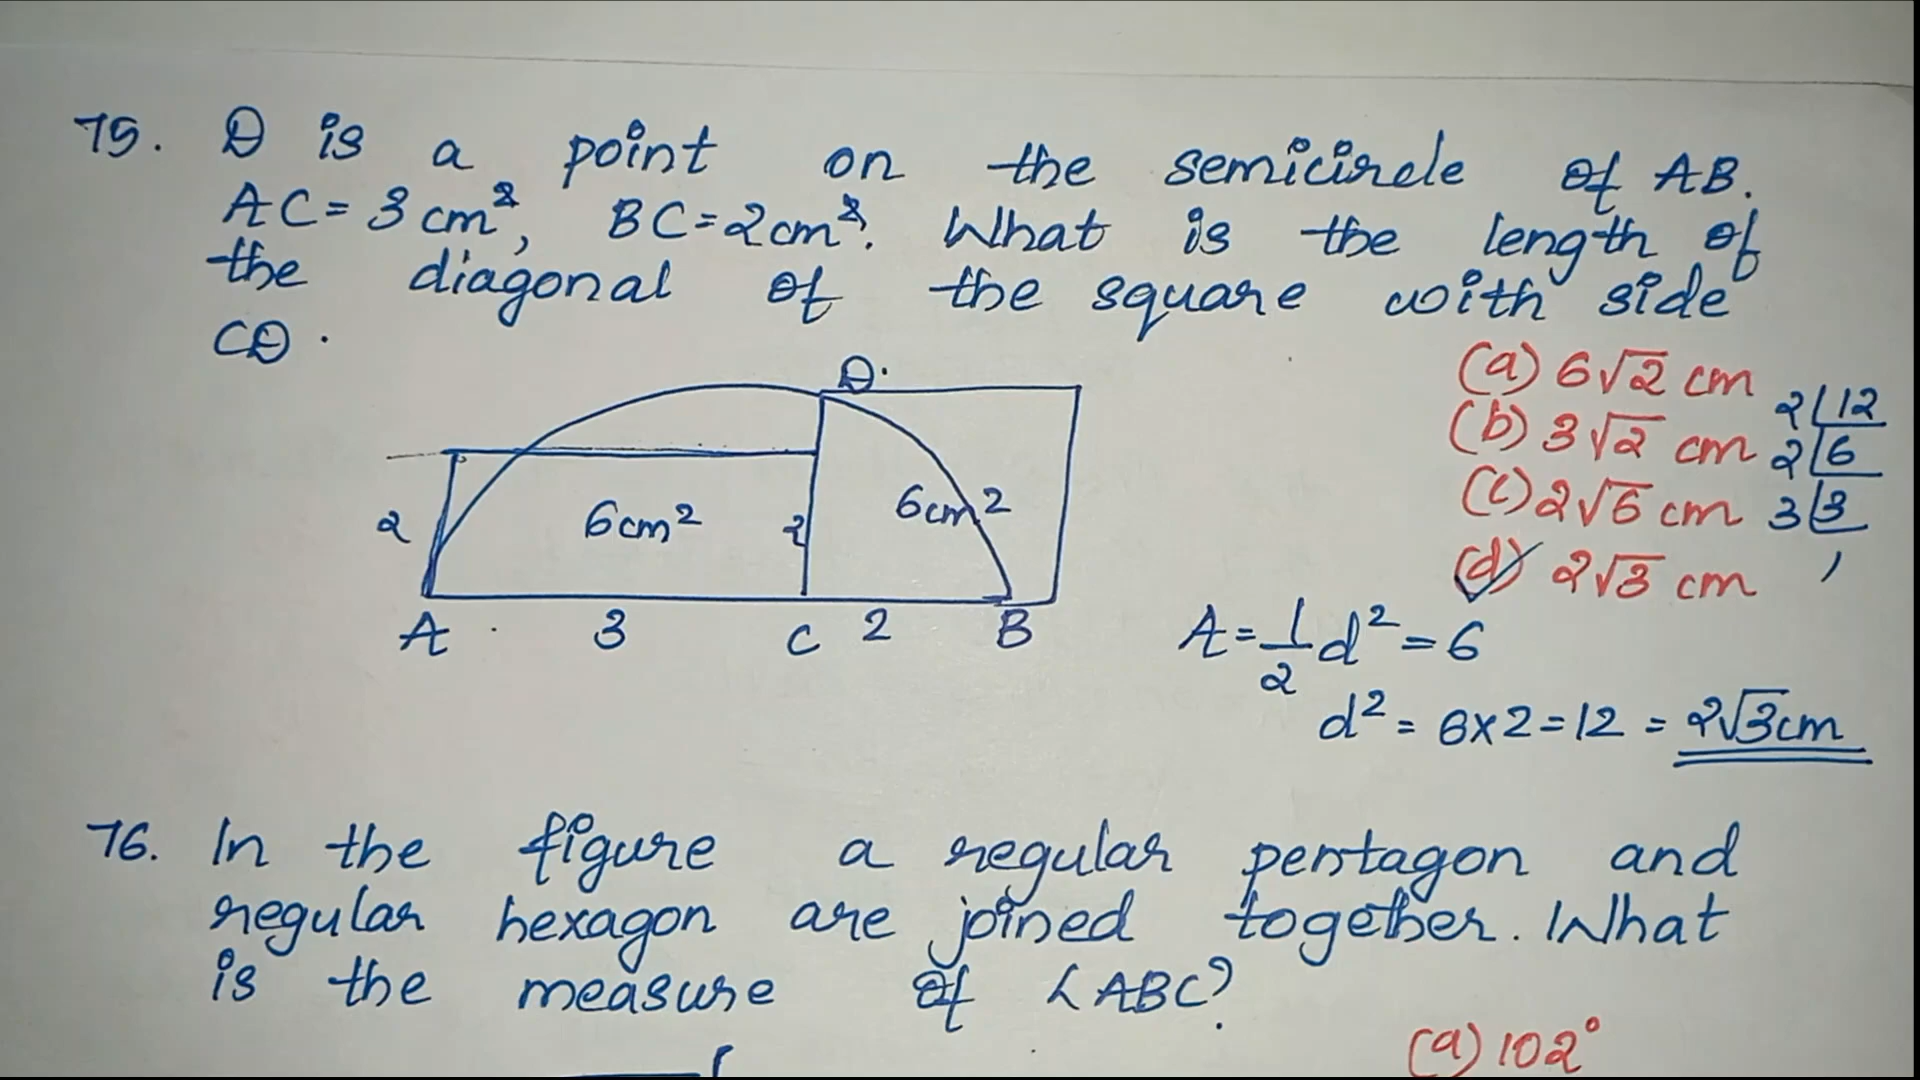 75. D is a point on the semicircle of AB.
AC = 3 cm², BC = 2 cm². What is the length of
the diagonal of the square with side
CD.
(a) 6√2 cm
(b) 3√2 cm
(c) 2√6 cm
(d) 2√3 cm
2 12
2 6
3 3
1
D.
2
6 cm²
2
6 cm²
A 3 C 2 B
A = 1/2 d² = 6
d² = 6×2 = 12 = 2√3 cm
76. In the figure a regular pentagon and
regular hexagon are joined together. What
is the measure of ∠ABC?
(a) 102°